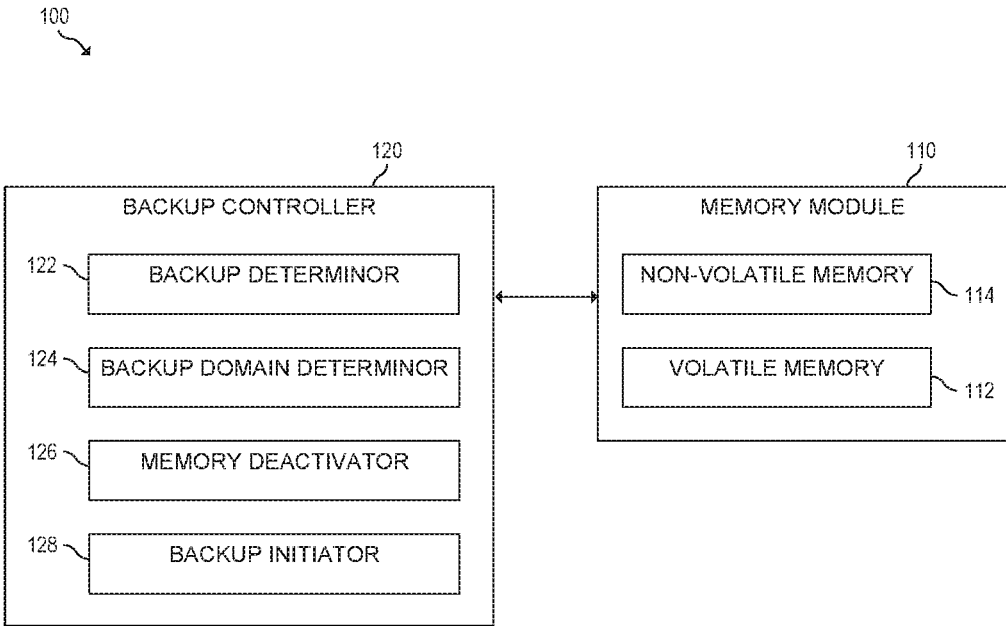 100
120
BACKUP CONTROLLER
122
BACKUP DETERMINOR
124
BACKUP DOMAIN DETERMINOR
126
MEMORY DEACTIVATOR
128
BACKUP INITIATOR
110
MEMORY MODULE
NON-VOLATILE MEMORY
114
VOLATILE MEMORY
112